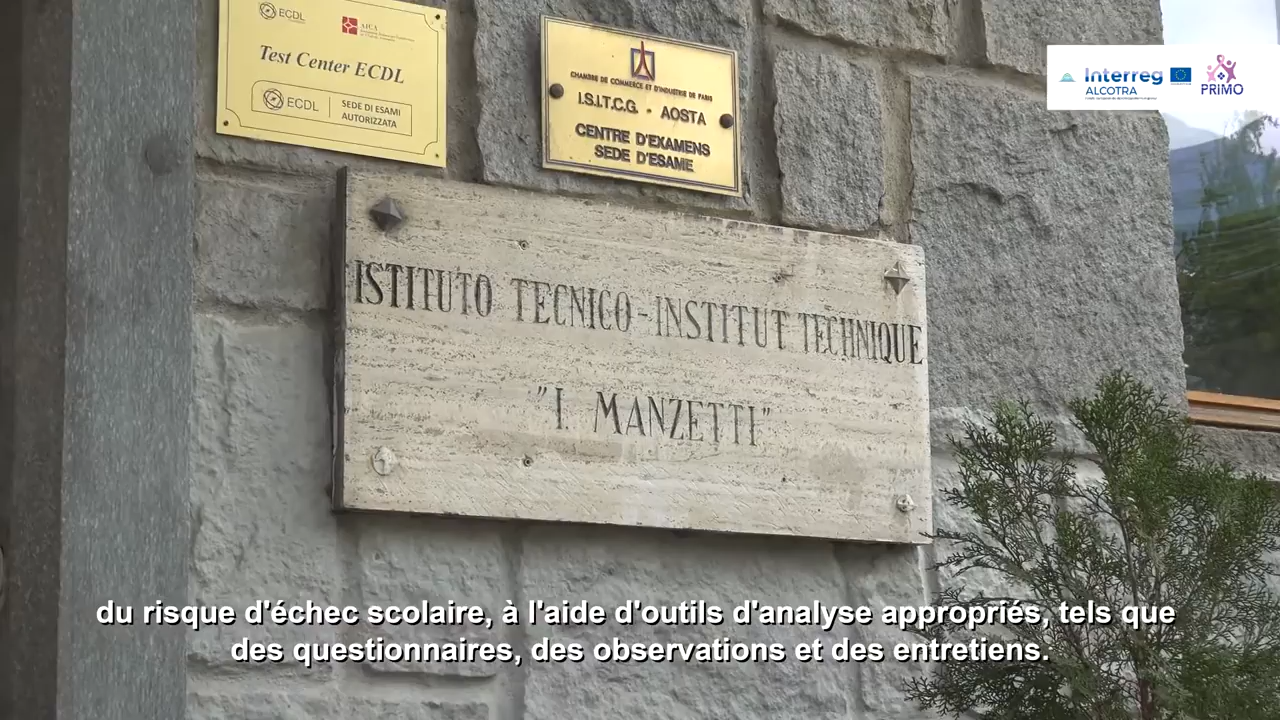 ECDL
AICA
Test Center ECDL
ECDL
SEDE DI ESAMI
AUTORIZZATA
CHAMBRE DE COMMERCE ET D'INDUSTRIE DE PARIS
I.S.I.T.C.G. - AOSTA
CENTRE D'EXAMENS
SEDE D'ESAME
Interreg
ALCOTRA
PRIMO
ISTITUTO TECNICO-INSTITUT TECHNIQUE
"I. MANZETTI"
du risque d'échec scolaire, à l'aide d'outils d'analyse appropriés, tels que
des questionnaires, des observations et des entretiens.